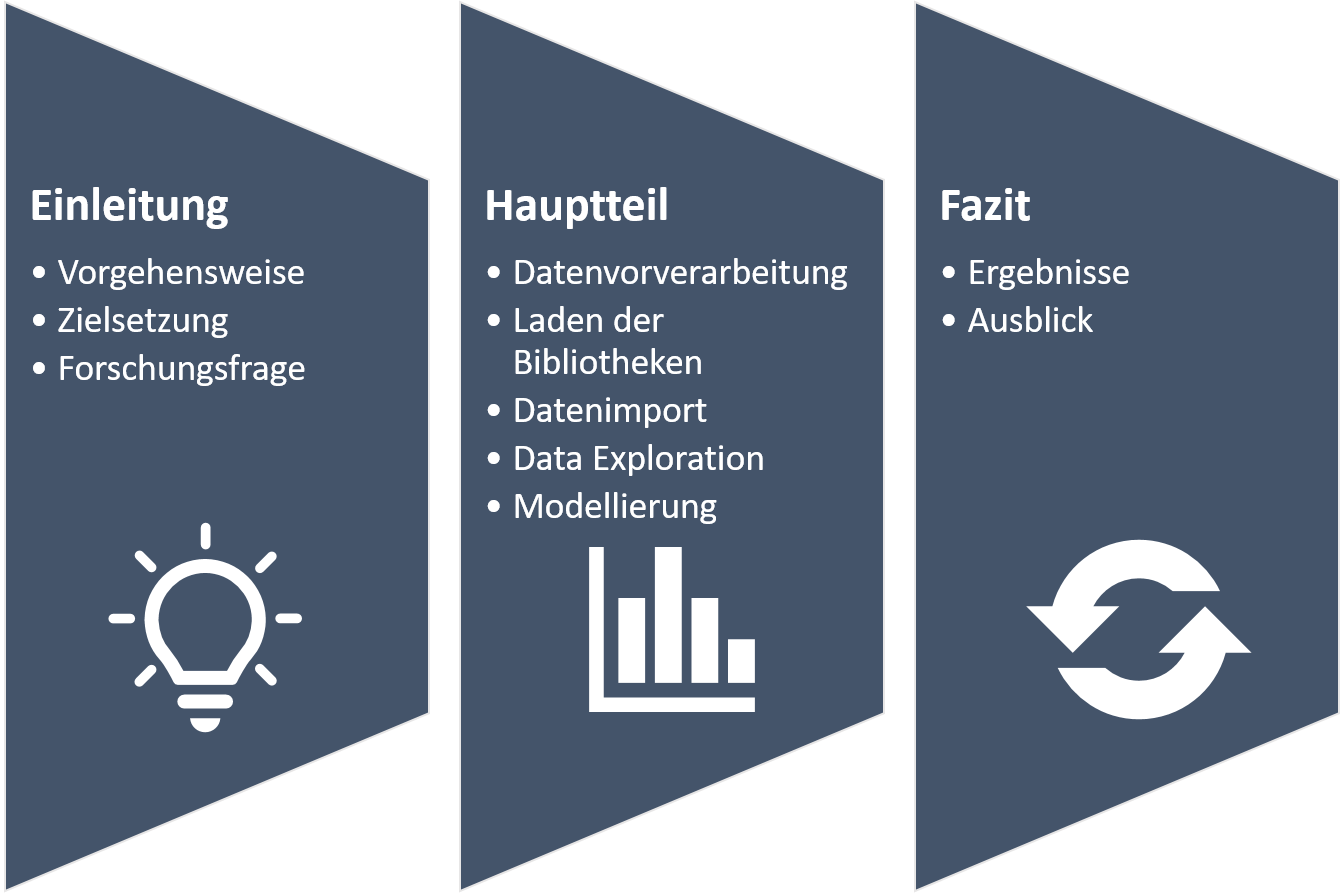 Einleitung
• Vorgehensweise
• Zielsetzung
• Forschungsfrage
Hauptteil
• Datenvorverarbeitung
• Laden der
Bibliotheken
• Datenimport
• Data Exploration
• Modellierung
Fazit
• Ergebnisse
• Ausblick